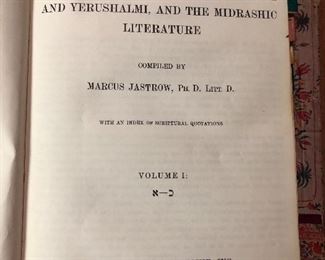 AND YERUSHALMI, AND THE MIDRASHIC
LITERATURE
COMPILED BY
MARCUS JASTROW, PH. D. LITT. D.
WITH AN INDEX OF SCRIPTURAL QUOTATIONS
VOLUME I:
א—כ